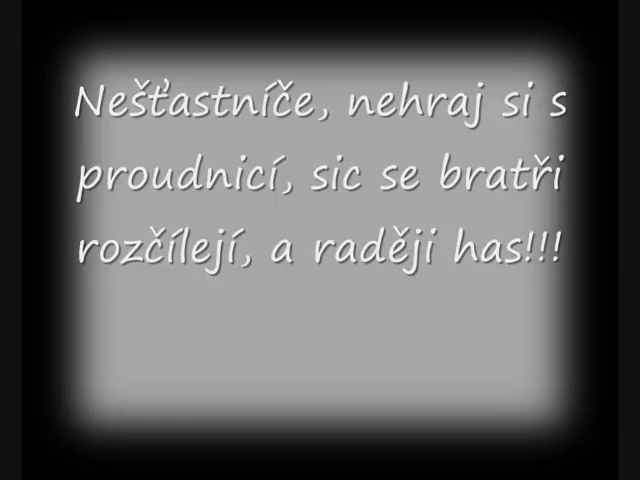 Nešťastníče, nehraj si s
proudnicí, sic se bratři
rozčílejí, a raději has!!!